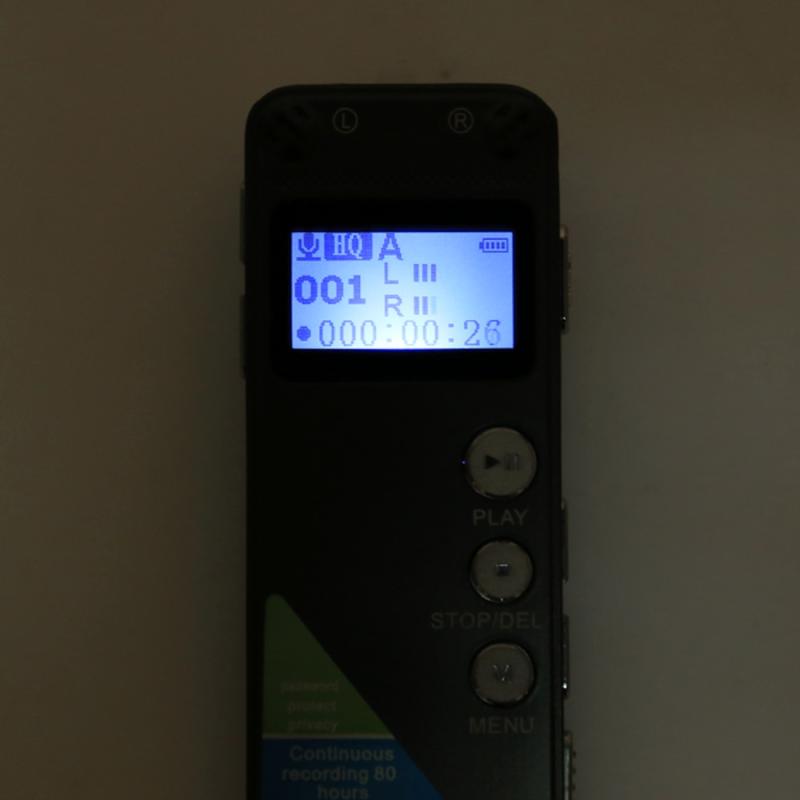 L R
HQ A
001 L
R
000:00:26
PLAY
STOP/DEL
MENU
password
protect
privacy
Continuous
recording 80
hours